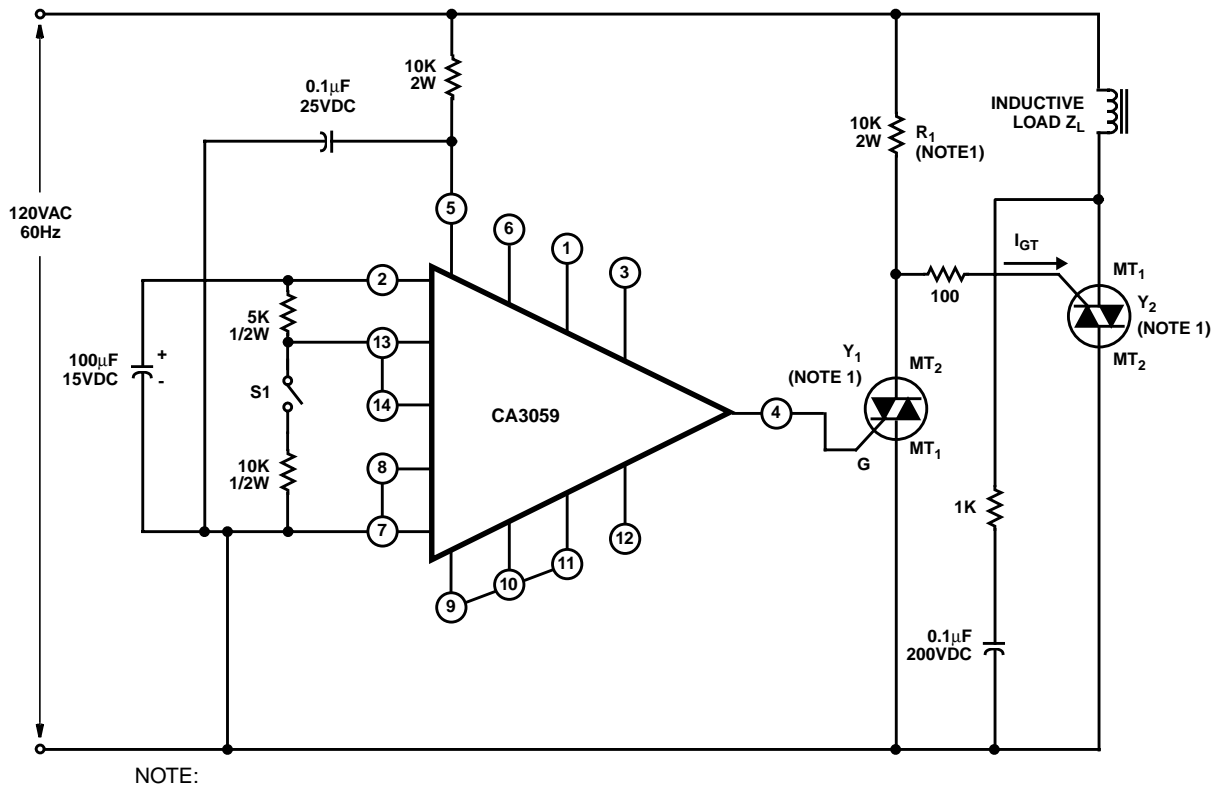 120VAC
60Hz
0.1μF
25VDC
10K
2W
5
6
1
3
2
5K
1/2W
13
14
100μF
15VDC
+
-
S1
10K
1/2W
8
7
CA3059
9
10
11
12
4
G
10K
2W
R1
(NOTE1)
INDUCTIVE
LOAD ZL
IGT
100
MT1
Y2
(NOTE 1)
MT2
Y1
(NOTE 1)
MT2
MT1
1K
0.1μF
200VDC
NOTE: